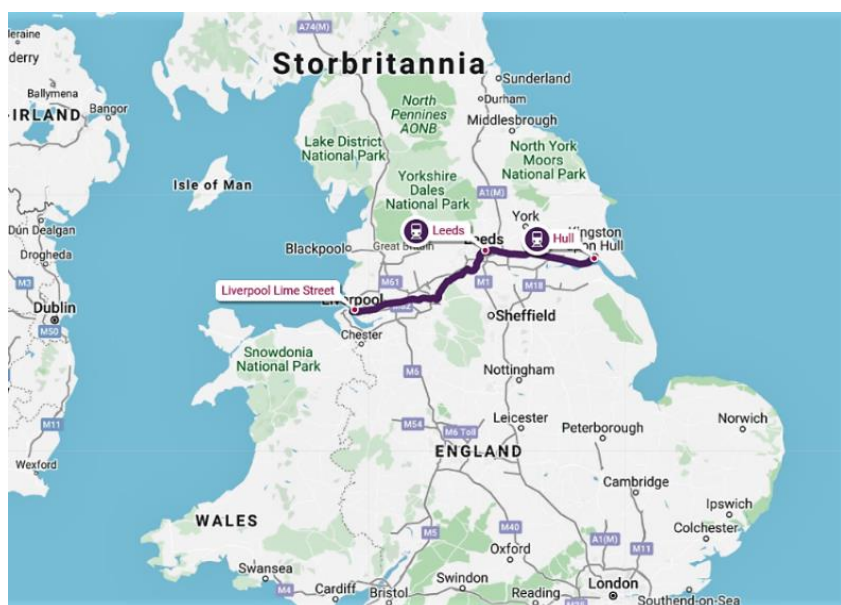 A74(M)
Storbritannia
Sunderland
Durham
Ballymena
Bangor
-IRLAND
North
Pennines
AONB
Middlesbrough
Lake District
National Park
North York
Moors
National Park
Isle of Man
Yorkshire
Dales
National Park
A1(M)
York
Dún Dealgan
Drogheda
Leeds
Hull
Kingston
Blackpool
M61
M1
M18
M3
Liverpool Lime Street
Liverpool
Dublin
M50
Sheffield
Chester
Snowdonia
National Park
M6
Nottingham
M11
M54
M6 Toll
Leicester
Peterborough
Norwich
ENGLAND
Wexford
Cambridge
WALES
Ipswich
M5
M40
Colchester
A1(M)
M11
Oxford
Swansea
M4
Cardiff
Bristol
Swindon
Reading
London
Southend-on-Sea